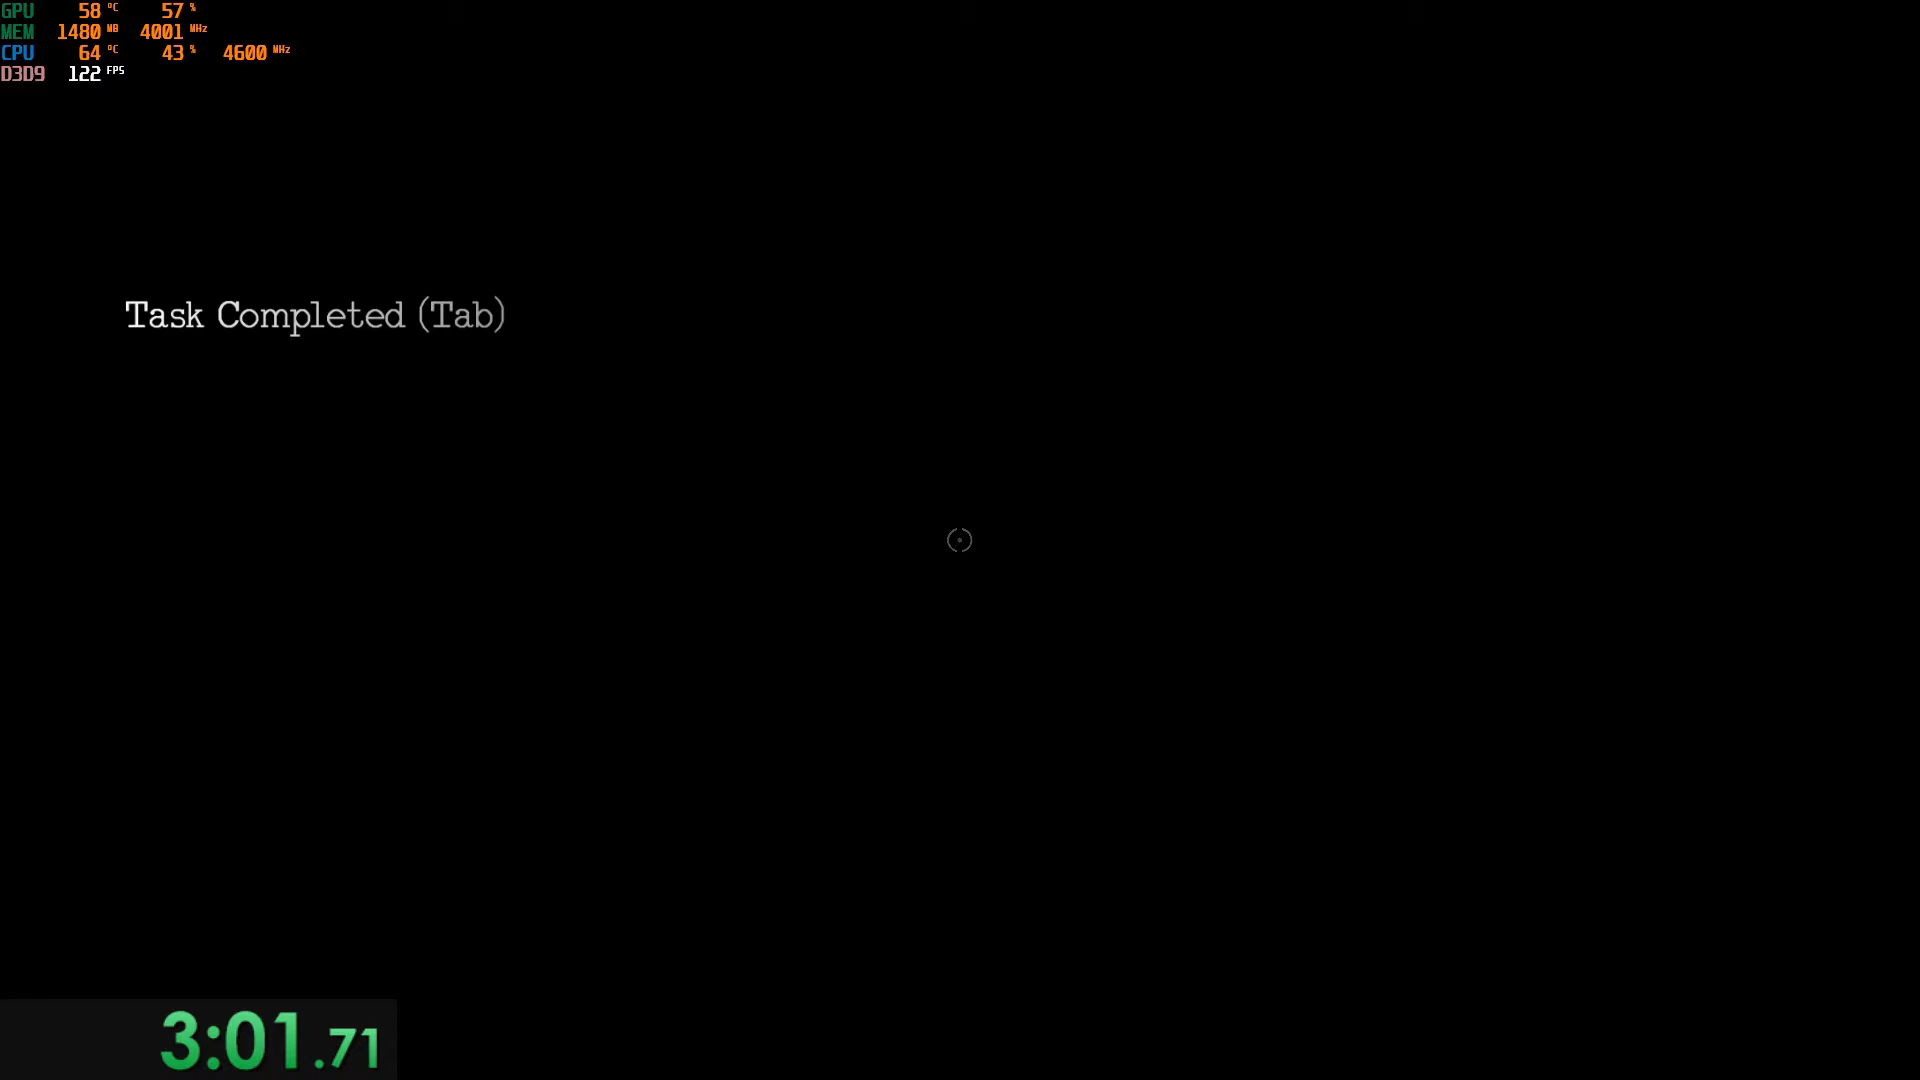 GPU 58 °C 57 %
MEM 1480 MB 4001 MHz
CPU 64 °C 43 % 4600 MHz
D3D9 122 FPS
Task Completed (Tab)
3:01.71